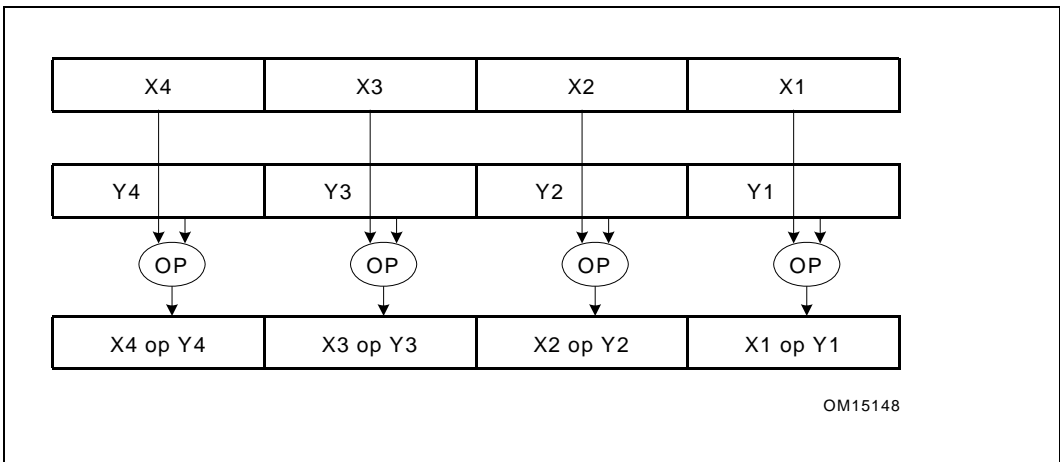 X4 X3 X2 X1
Y4 Y3 Y2 Y1
OP OP OP OP
X4 op Y4 X3 op Y3 X2 op Y2 X1 op Y1
OM15148